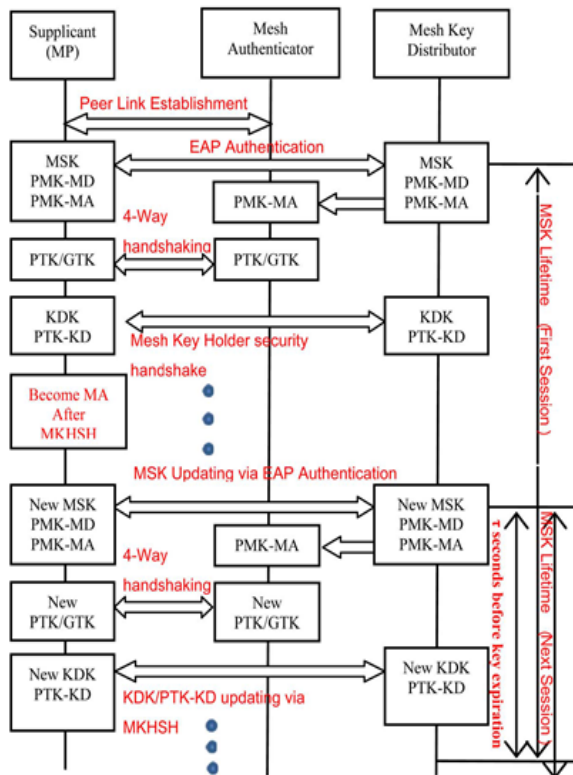 Supplicant
(MP)
Mesh
Authenticator
Mesh Key
Distributor
Peer Link Establishment
EAP Authentication
MSK
PMK-MD
PMK-MA
MSK
PMK-MD
PMK-MA
PMK-MA
4-Way
handshaking
PTK/GTK
PTK/GTK
KDK
PTK-KD
KDK
PTK-KD
Mesh Key Holder security
handshake
Become MA
After
MKHSH
MSK Lifetime (First Session)
MSK Updating via EAP Authentication
New MSK
PMK-MD
PMK-MA
New MSK
PMK-MD
PMK-MA
PMK-MA
4-Way
handshaking
New
PTK/GTK
New
PTK/GTK
New KDK
PTK-KD
New KDK
PTK-KD
KDK/PTK-KD updating via
MKHSH
τ seconds before key expiration
MSK Lifetime (Next Session)